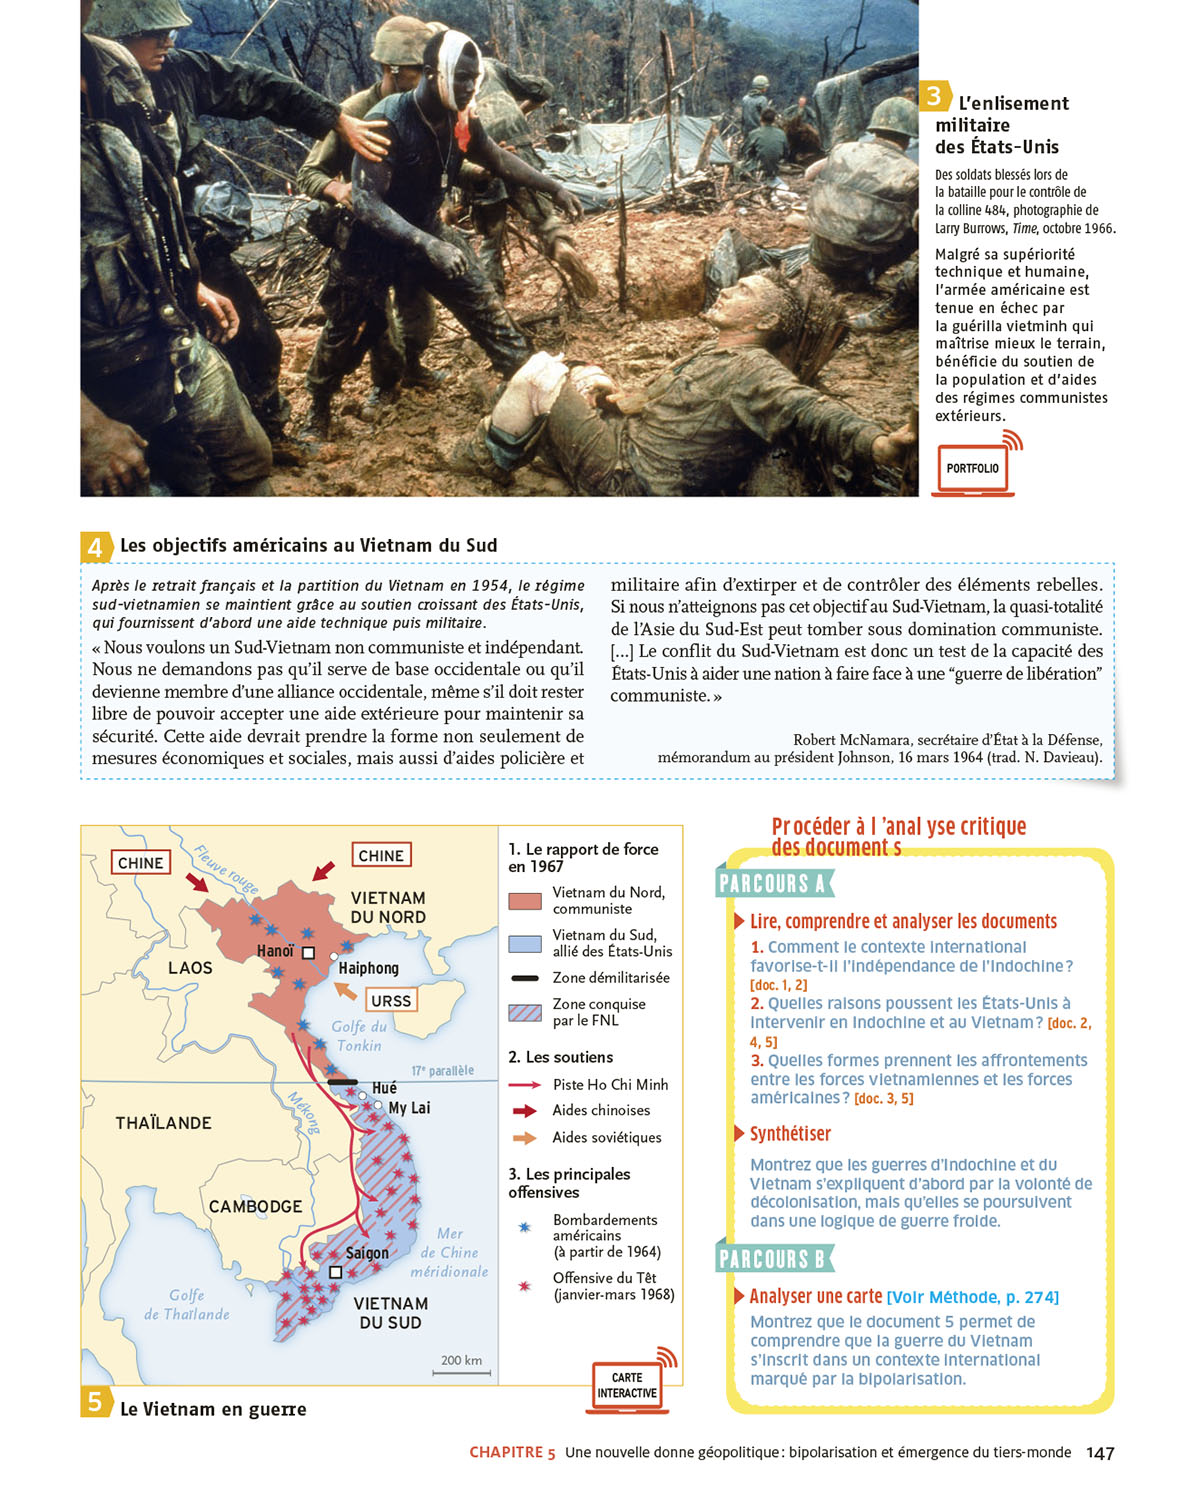 3 L’enlisement
militaire
des États-Unis
Des soldats blessés lors de
la bataille pour le contrôle de
la colline 484, photographie de
Larry Burrows, Time, octobre 1966.
Malgré sa supériorité
technique et humaine,
l’armée américaine est
tenue en échec par
la guérilla vietminh qui
maîtrise mieux le terrain,
bénéficie du soutien de
la population et d’aides
des régimes communistes
extérieurs.
PORTFOLIO
4 Les objectifs américains au Vietnam du Sud
Après le retrait français et la partition du Vietnam en 1954, le régime
sud-vietnamien se maintient grâce au soutien croissant des États-Unis,
qui fournissent d’abord une aide technique puis militaire.
« Nous voulons un Sud-Vietnam non communiste et indépendant.
Nous ne demandons pas qu’il serve de base occidentale ou qu’il
devienne membre d’une alliance occidentale, même s’il doit rester
libre de pouvoir accepter une aide extérieure pour maintenir sa
sécurité. Cette aide devrait prendre la forme non seulement de
mesures économiques et sociales, mais aussi d’aides policière et
militaire afin d’extirper et de contrôler des éléments rebelles.
Si nous n’atteignons pas cet objectif au Sud-Vietnam, la quasi-totalité
de l’Asie du Sud-Est peut tomber sous domination communiste.
[...] Le conflit du Sud-Vietnam est donc un test de la capacité des
États-Unis à aider une nation à faire face à une “guerre de libération”
communiste. »
Robert McNamara, secrétaire d’État à la Défense,
mémorandum au président Johnson, 16 mars 1964 (trad. N. Davieau).
CHINE
CHINE
Fleuve rouge
VIETNAM
DU NORD
Hanoï
LAOS
Haiphong
URSS
Golfe du
Tonkin
17e parallèle
Hué
My Lai
Mékong
THAÏLANDE
CAMBODGE
Saigon
Mer
de Chine
méridionale
Golfe
de Thaïlande
VIETNAM
DU SUD
200 km
1. Le rapport de force
en 1967
Vietnam du Nord,
communiste
Vietnam du Sud,
allié des États-Unis
Zone démilitarisée
Zone conquise
par le FNL
2. Les soutiens
Piste Ho Chi Minh
Aides chinoises
Aides soviétiques
3. Les principales
offensives
Bombardements
américains
(à partir de 1964)
Offensive du Têt
(janvier-mars 1968)
CARTE
INTERACTIVE
5 Le Vietnam en guerre
Procéder à l ’anal yse critique
des document s
PARCOURS A
Lire, comprendre et analyser les documents
1. Comment le contexte international
favorise-t-il l’indépendance de l’Indochine ?
[doc. 1, 2]
2. Quelles raisons poussent les États-Unis à
intervenir en Indochine et au Vietnam ? [doc. 2,
4, 5]
3. Quelles formes prennent les affrontements
entre les forces vietnamiennes et les forces
américaines ? [doc. 3, 5]
Synthétiser
Montrez que les guerres d’Indochine et du
Vietnam s’expliquent d’abord par la volonté de
décolonisation, mais qu’elles se poursuivent
dans une logique de guerre froide.
PARCOURS B
Analyser une carte [Voir Méthode, p. 274]
Montrez que le document 5 permet de
comprendre que la guerre du Vietnam
s’inscrit dans un contexte international
marqué par la bipolarisation.
CHAPITRE 5 Une nouvelle donne géopolitique : bipolarisation et émergence du tiers-monde 147